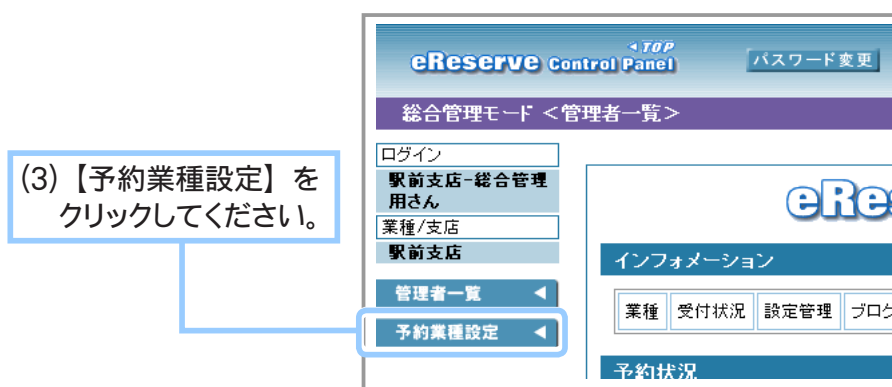 (3)【予約業種設定】を
クリックしてください。
◀TOP
eReserve Control Panel
パスワード変更
総合管理モード <管理者一覧>
ログイン
駅前支店-総合管理
用さん
業種/支店
駅前支店
管理者一覧 ◀
予約業種設定 ◀
インフォメーション
業種 受付状況 設定管理
予約状況